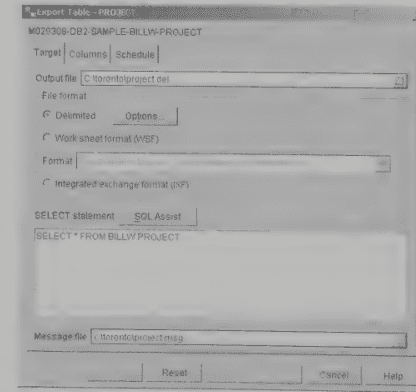 Export Table - PROJECT
M020308-DB2-SAMPLE-BILLW-PROJECT
Target Columns Schedule
Output file C:\toronto\project.del
File format
Delimited Options...
Work sheet format (WSF)
Format
Integrated exchange format (IXF)
SELECT statement SQL Assist
SELECT * FROM BILLW.PROJECT
Message file c:\toronto\project.msg
Reset Cancel Help